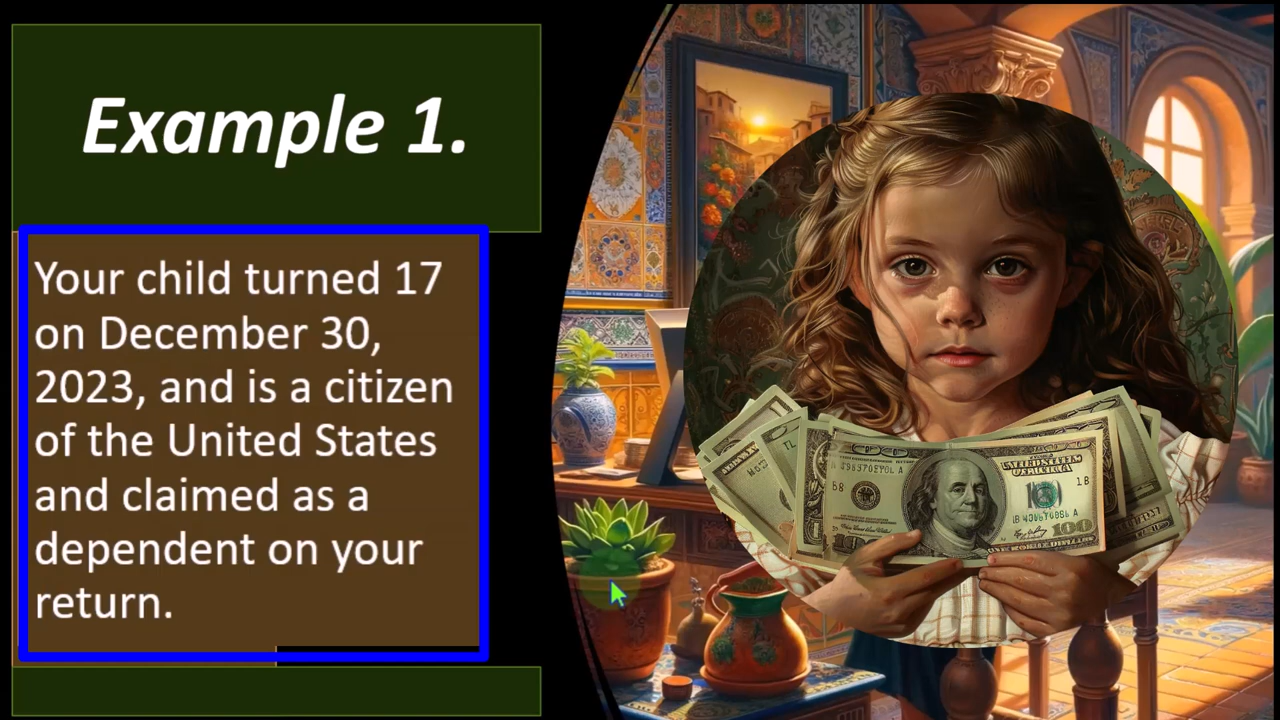 Example 1.
Your child turned 17
on December 30,
2023, and is a citizen
of the United States
and claimed as a
dependent on your
return.
100